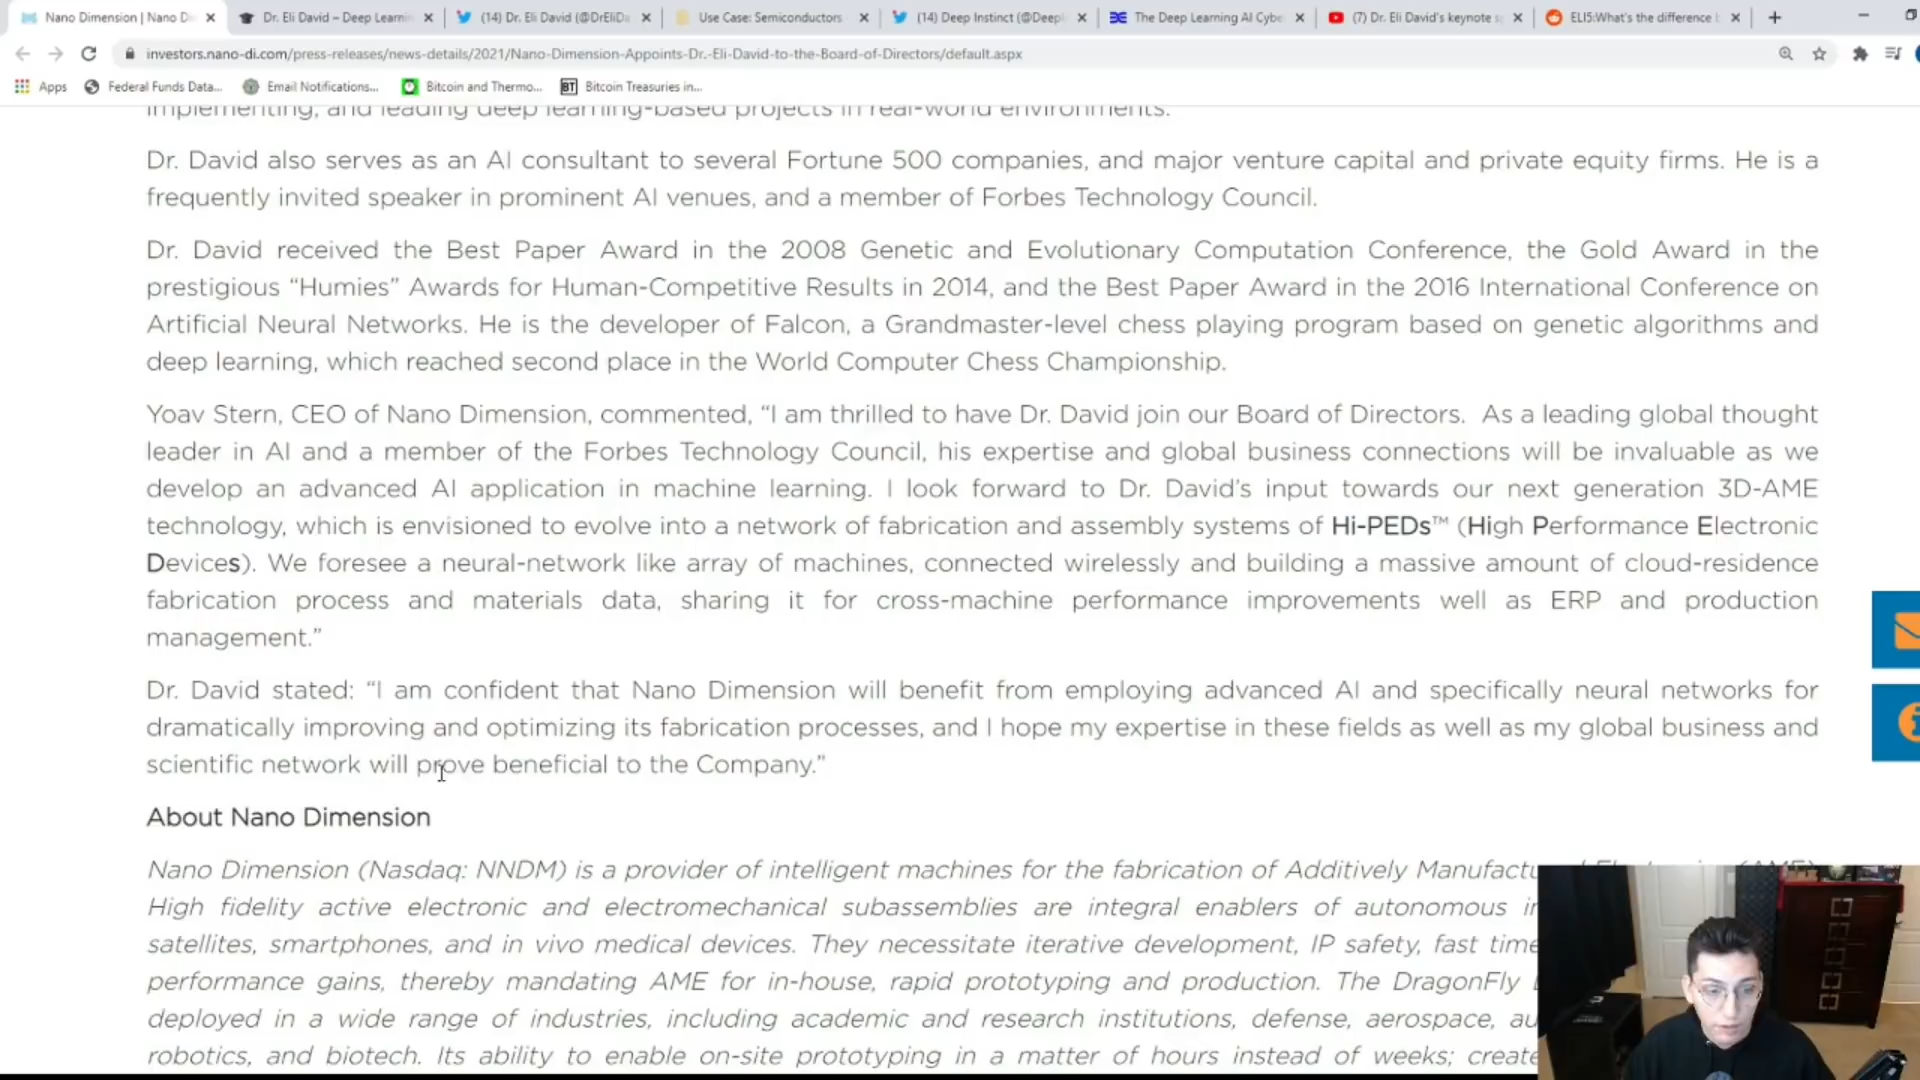 Nano Dimension | Nano Di
Dr. Eli David – Deep Learnin
(14) Dr. Eli David (@DrEliDa
Use Case: Semiconductors
(14) Deep Instinct (@Deep
The Deep Learning AI Cybe
(7) Dr. Eli David's keynote s
ELI5:What's the difference
investors.nano-di.com/press-releases/news-details/2021/Nano-Dimension-Appoints-Dr.-Eli-David-to-the-Board-of-Directors/default.aspx
Apps
Federal Funds Data...
Email Notifications...
Bitcoin and Thermo...
BT
Bitcoin Treasuries in...
implementing, and leading deep learning-based projects in real-world environments.
Dr. David also serves as an AI consultant to several Fortune 500 companies, and major venture capital and private equity firms. He is a
frequently invited speaker in prominent AI venues, and a member of Forbes Technology Council.
Dr. David received the Best Paper Award in the 2008 Genetic and Evolutionary Computation Conference, the Gold Award in the
prestigious “Humies” Awards for Human-Competitive Results in 2014, and the Best Paper Award in the 2016 International Conference on
Artificial Neural Networks. He is the developer of Falcon, a Grandmaster-level chess playing program based on genetic algorithms and
deep learning, which reached second place in the World Computer Chess Championship.
Yoav Stern, CEO of Nano Dimension, commented, “I am thrilled to have Dr. David join our Board of Directors. As a leading global thought
leader in AI and a member of the Forbes Technology Council, his expertise and global business connections will be invaluable as we
develop an advanced AI application in machine learning. I look forward to Dr. David’s input towards our next generation 3D-AME
technology, which is envisioned to evolve into a network of fabrication and assembly systems of Hi-PEDs™ (High Performance Electronic
Devices). We foresee a neural-network like array of machines, connected wirelessly and building a massive amount of cloud-residence
fabrication process and materials data, sharing it for cross-machine performance improvements well as ERP and production
management.”
Dr. David stated: “I am confident that Nano Dimension will benefit from employing advanced AI and specifically neural networks for
dramatically improving and optimizing its fabrication processes, and I hope my expertise in these fields as well as my global business and
scientific network will prove beneficial to the Company.”
About Nano Dimension
Nano Dimension (Nasdaq: NNDM) is a provider of intelligent machines for the fabrication of Additively Manufactu
High fidelity active electronic and electromechanical subassemblies are integral enablers of autonomous
satellites, smartphones, and in vivo medical devices. They necessitate iterative development, IP safety, fast time
performance gains, thereby mandating AME for in-house, rapid prototyping and production. The DragonFly
deployed in a wide range of industries, including academic and research institutions, defense, aerospace, au
robotics, and biotech. Its ability to enable on-site prototyping in a matter of hours instead of weeks; create